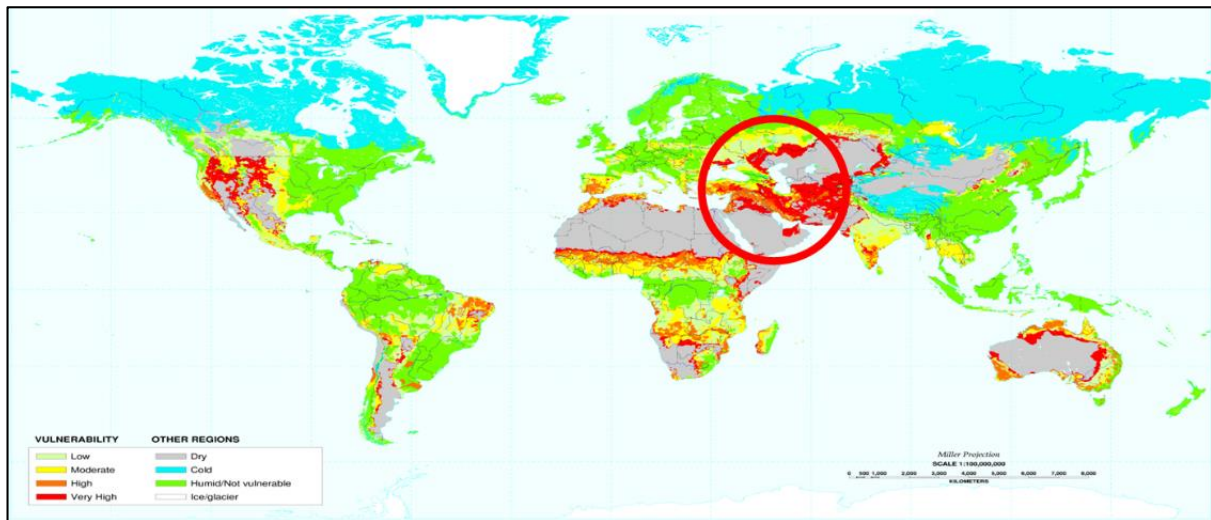 VULNERABILITY OTHER REGIONS
Low Dry
Moderate Cold
High Humid/Not vulnerable
Very High Ice/glacier
Miller Projection
SCALE 1:100,000,000
KILOMETERS